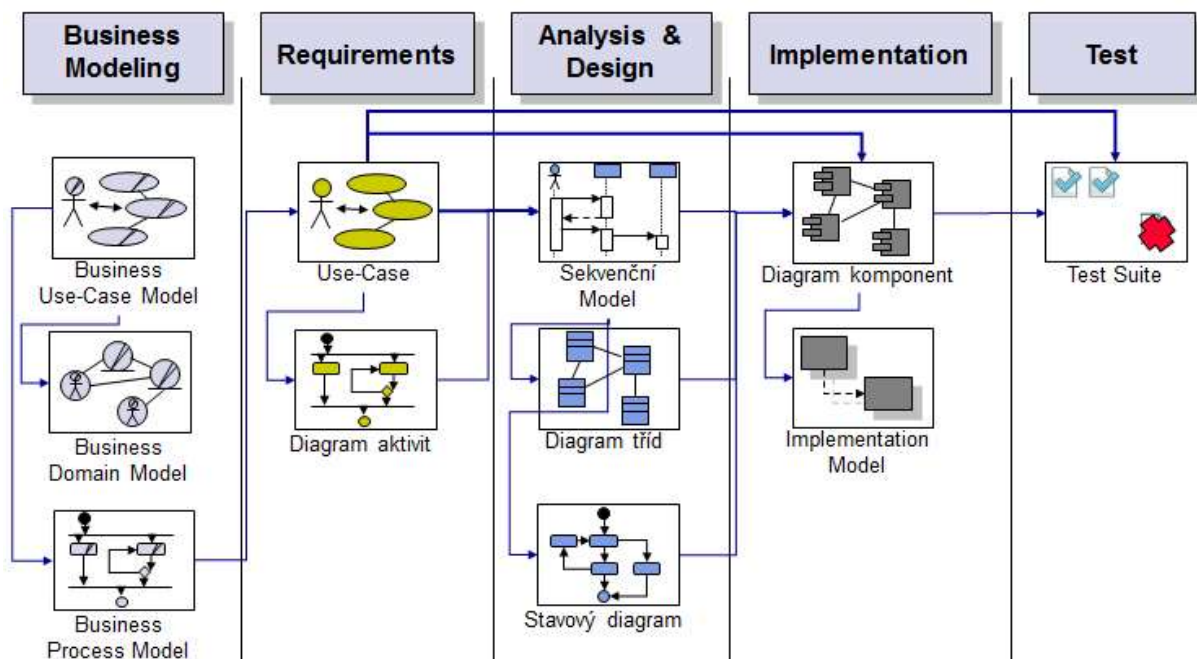 Business
Modeling
Requirements
Analysis &
Design
Implementation
Test
Business
Use-Case Model
Use-Case
Sekvenční
Model
Diagram komponent
Test Suite
Business
Domain Model
Diagram aktivit
Diagram tříd
Implementation
Model
Business
Process Model
Stavový diagram